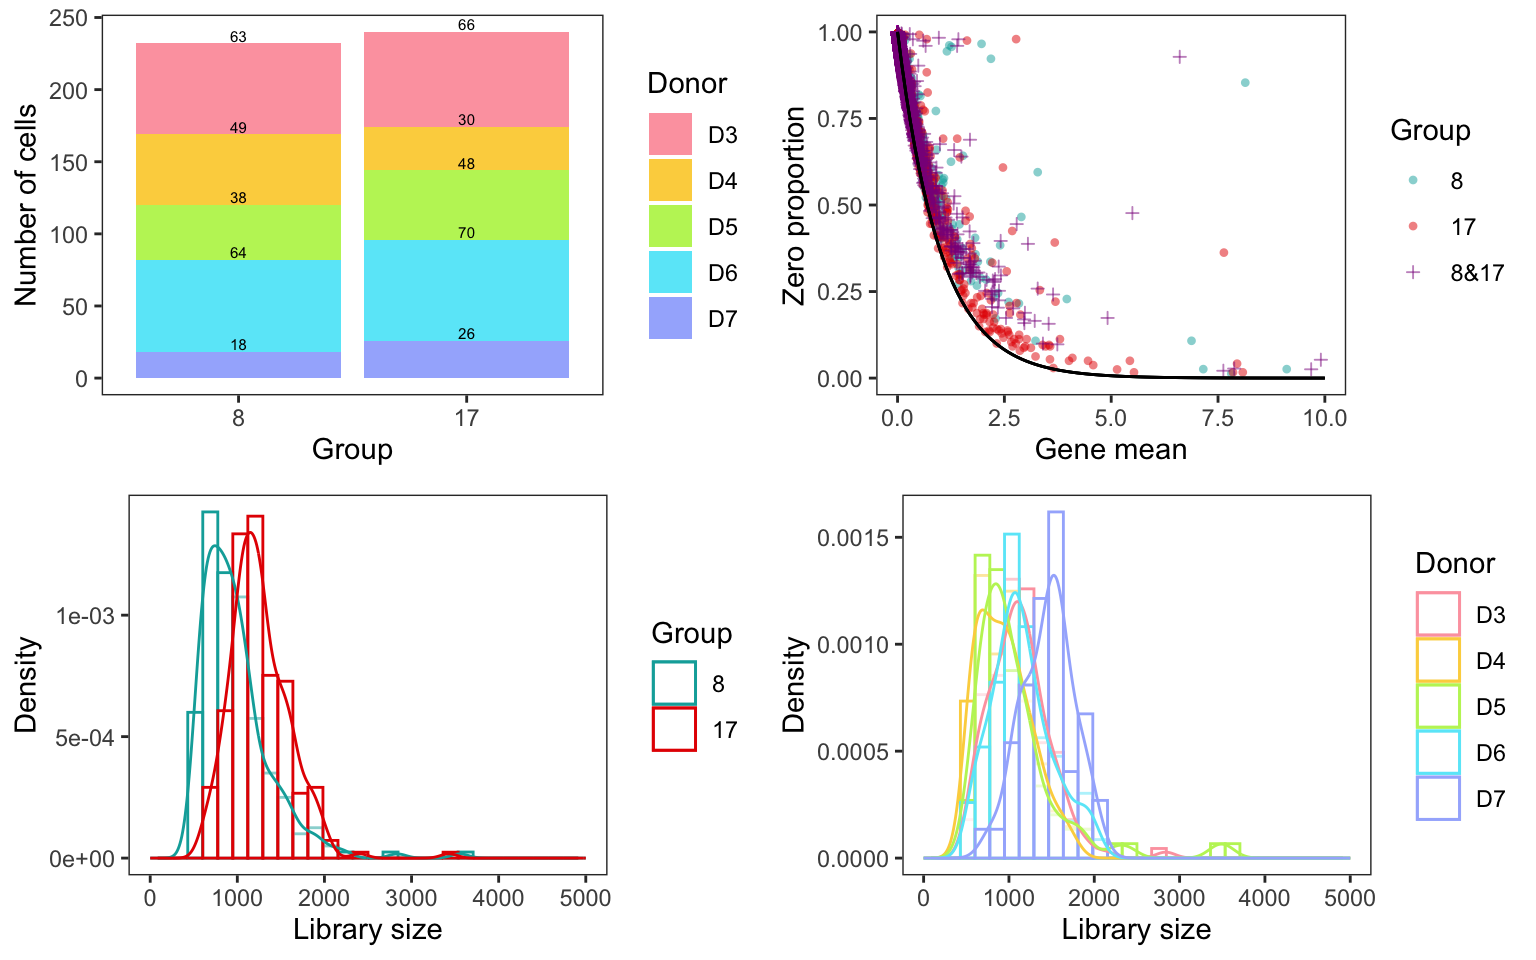 250
200
150
100
50
0
Number of cells
63
49
38
64
18
66
30
48
70
26
8
17
Group
Donor
D3
D4
D5
D6
D7
1.00
0.75
0.50
0.25
0.00
Zero proportion
0.0
2.5
5.0
7.5
10.0
Gene mean
Group
8
17
8&17
1e-03
5e-04
0e+00
Density
0
1000
2000
3000
4000
5000
Library size
Group
8
17
0.0015
0.0010
0.0005
0.0000
Density
0
1000
2000
3000
4000
5000
Library size
Donor
D3
D4
D5
D6
D7